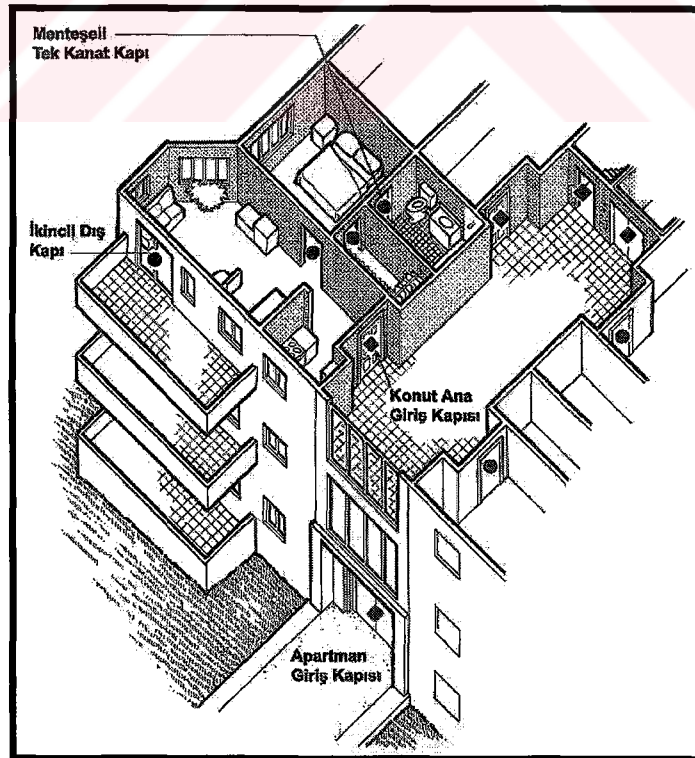 Menteşeli
Tek Kanat Kapı
İkincil Dış
Kapı
Konut Ana
Giriş Kapısı
Apartman
Giriş Kapısı